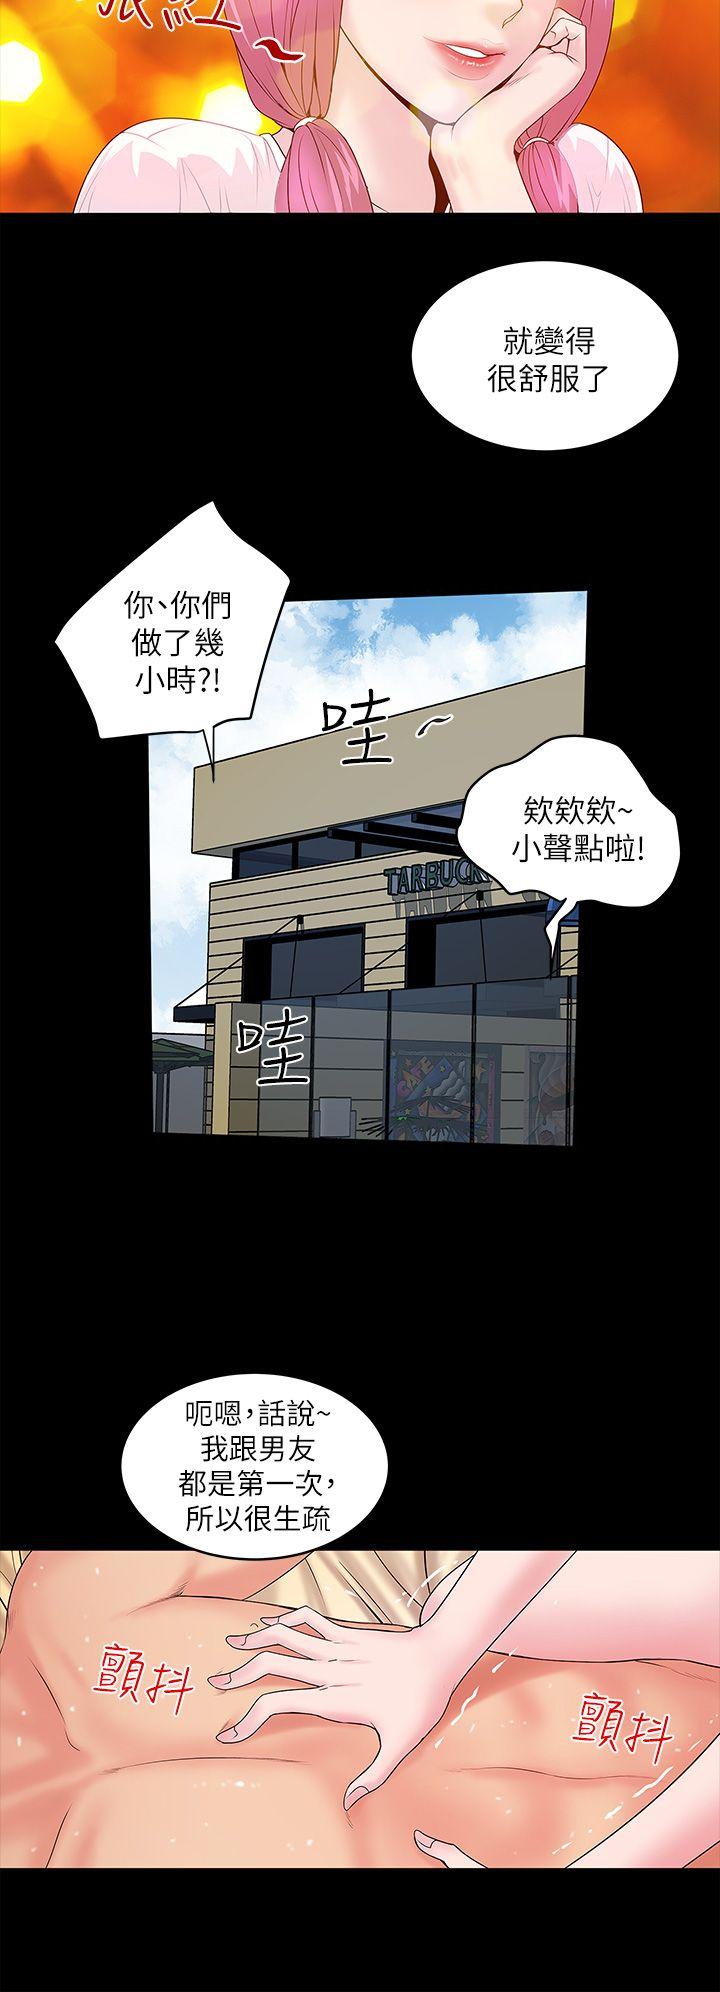 就變得
很舒服了
你、你們
做了幾
小時?!
哇~
欸欸欸~
小聲點啦!
TARBUCK
哇
CAFE
呃嗯，話說~
我跟男友
都是第一次，
所以很生疏
顫抖
顫抖